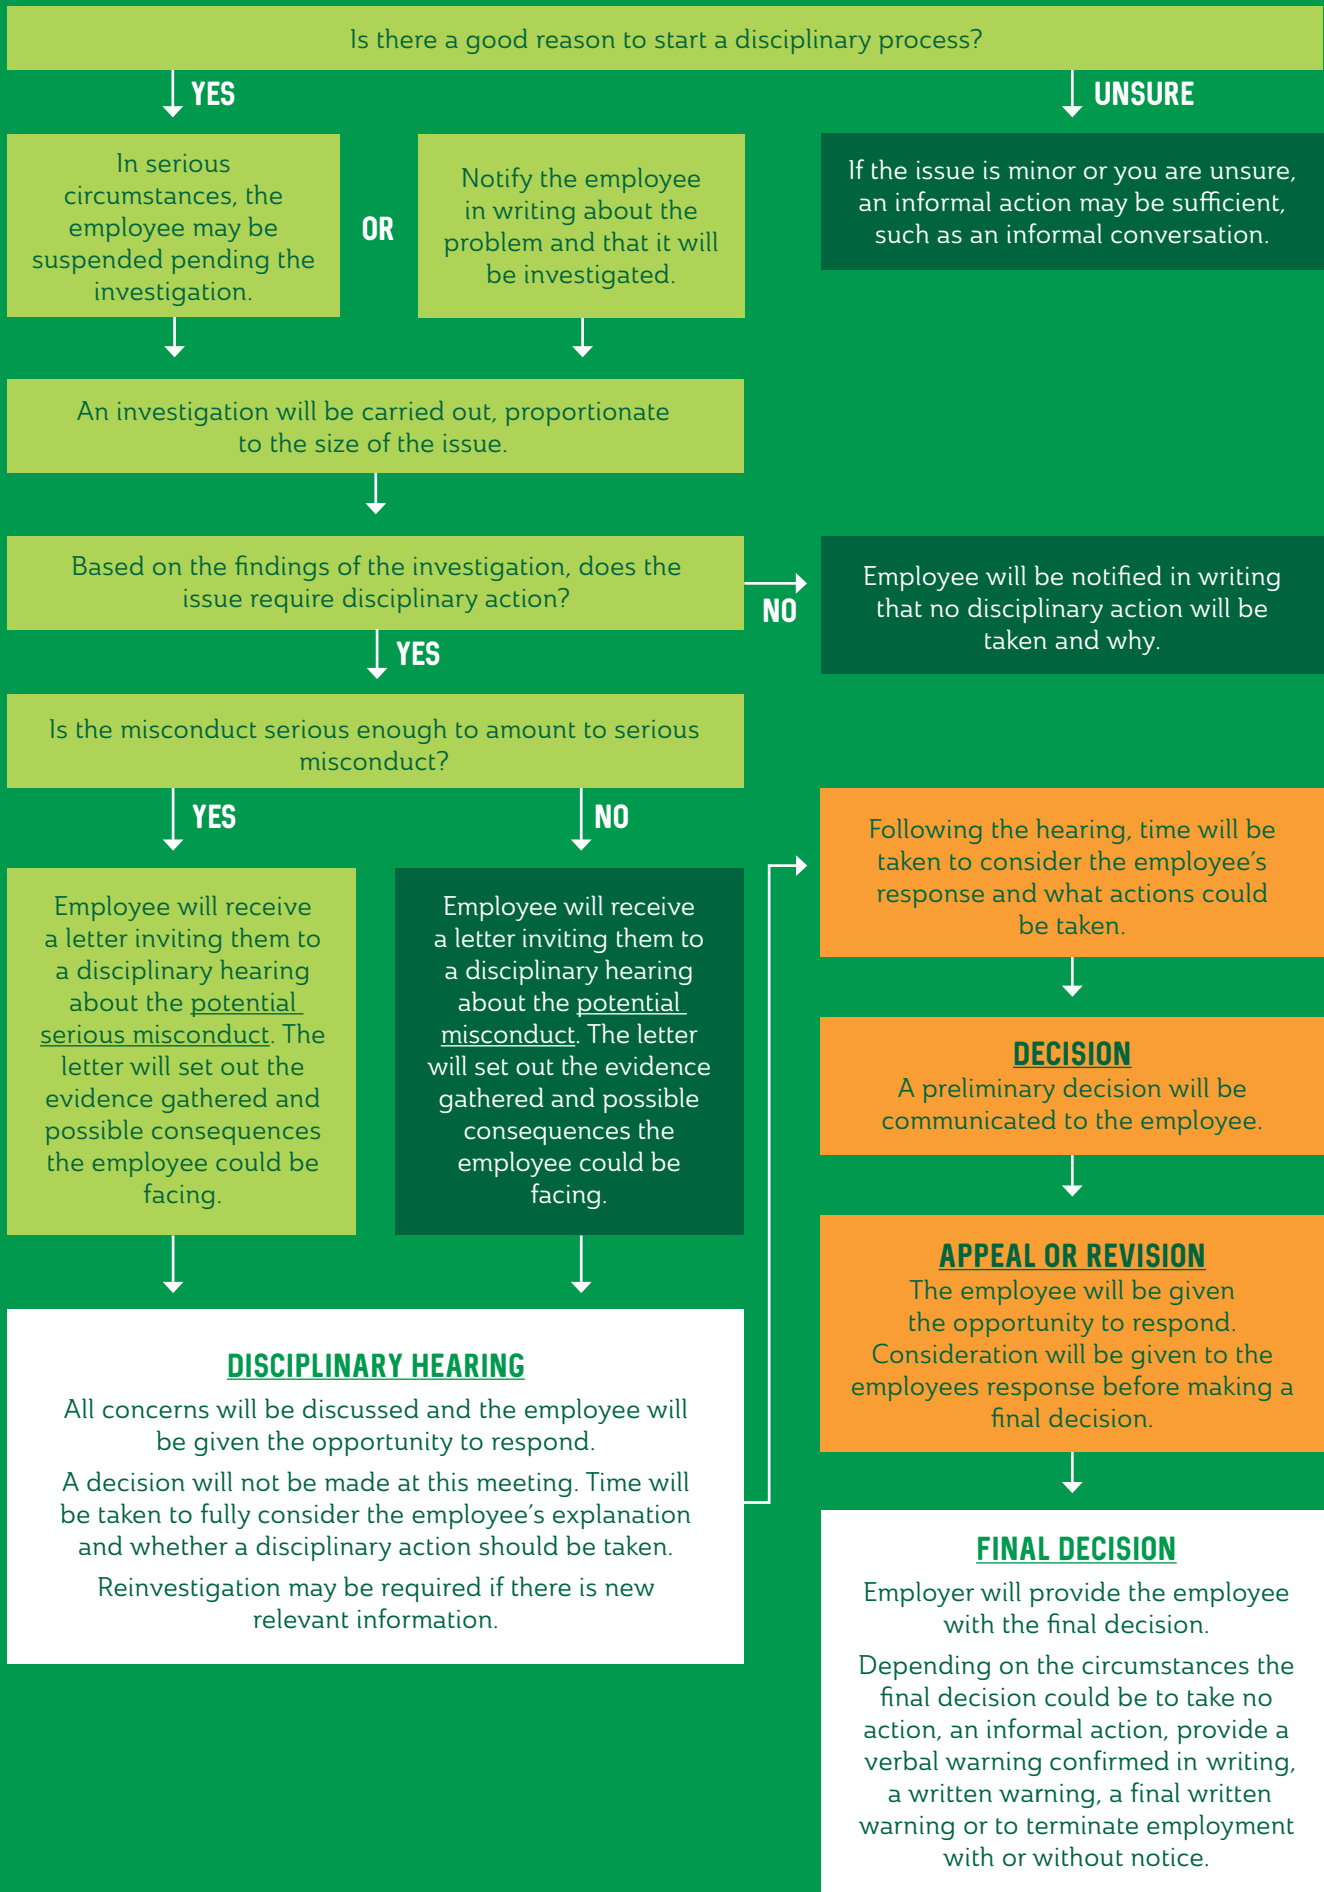 Is there a good reason to start a disciplinary process?
YES
UNSURE
In serious
circumstances, the
employee may be
suspended pending the
investigation.
OR
Notify the employee
in writing about the
problem and that it will
be investigated.
If the issue is minor or you are unsure,
an informal action may be sufficient,
such as an informal conversation.
An investigation will be carried out, proportionate
to the size of the issue.
Based on the findings of the investigation, does the
issue require disciplinary action?
NO
Employee will be notified in writing
that no disciplinary action will be
taken and why.
YES
Is the misconduct serious enough to amount to serious
misconduct?
YES
NO
Employee will receive
a letter inviting them to
a disciplinary hearing
about the potential
serious misconduct. The
letter will set out the
evidence gathered and
possible consequences
the employee could be
facing.
Employee will receive
a letter inviting them to
a disciplinary hearing
about the potential
misconduct. The letter
will set out the evidence
gathered and possible
consequences the
employee could be
facing.
DISCIPLINARY HEARING
All concerns will be discussed and the employee will
be given the opportunity to respond.
A decision will not be made at this meeting. Time will
be taken to fully consider the employee's explanation
and whether a disciplinary action should be taken.
Reinvestigation may be required if there is new
relevant information.
Following the hearing, time will be
taken to consider the employee's
response and what actions could
be taken.
DECISION
A preliminary decision will be
communicated to the employee.
APPEAL OR REVISION
The employee will be given
the opportunity to respond.
Consideration will be given to the
employees response before making a
final decision.
FINAL DECISION
Employer will provide the employee
with the final decision.
Depending on the circumstances the
final decision could be to take no
action, an informal action, provide a
verbal warning confirmed in writing,
a written warning, a final written
warning or to terminate employment
with or without notice.